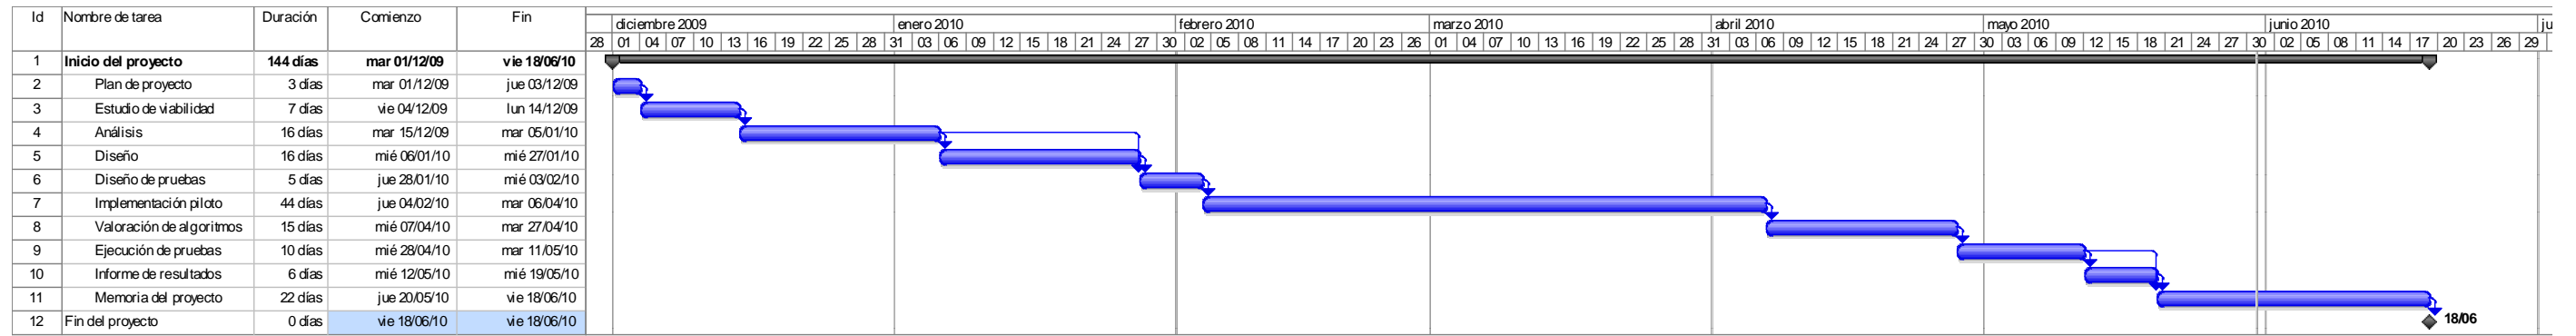 Id Nombre de tarea Duración Comienzo Fin
diciembre 2009 enero 2010 febrero 2010 marzo 2010 abril 2010 mayo 2010 junio 2010 ju
28 01 04 07 10 13 16 19 22 25 28 31 03 06 09 12 15 18 21 24 27 30 02 05 08 11 14 17 20 23 26 01 04 07 10 13 16 19 22 25 28 31 03 06 09 12 15 18 21 24 27 30 03 06 09 12 15 18 21 24 27 30 02 05 08 11 14 17 20 23 26 29
1 Inicio del proyecto 144 días mar 01/12/09 vie 18/06/10
2 Plan de proyecto 3 días mar 01/12/09 jue 03/12/09
3 Estudio de viabilidad 7 días vie 04/12/09 lun 14/12/09
4 Análisis 16 días mar 15/12/09 mar 05/01/10
5 Diseño 16 días mié 06/01/10 mié 27/01/10
6 Diseño de pruebas 5 días jue 28/01/10 mié 03/02/10
7 Implementación piloto 44 días jue 04/02/10 mar 06/04/10
8 Valoración de algoritmos 15 días mié 07/04/10 mar 27/04/10
9 Ejecución de pruebas 10 días mié 28/04/10 mar 11/05/10
10 Informe de resultados 6 días mié 12/05/10 mié 19/05/10
11 Memoria del proyecto 22 días jue 20/05/10 vie 18/06/10
12 Fin del proyecto 0 días vie 18/06/10 vie 18/06/10 18/06